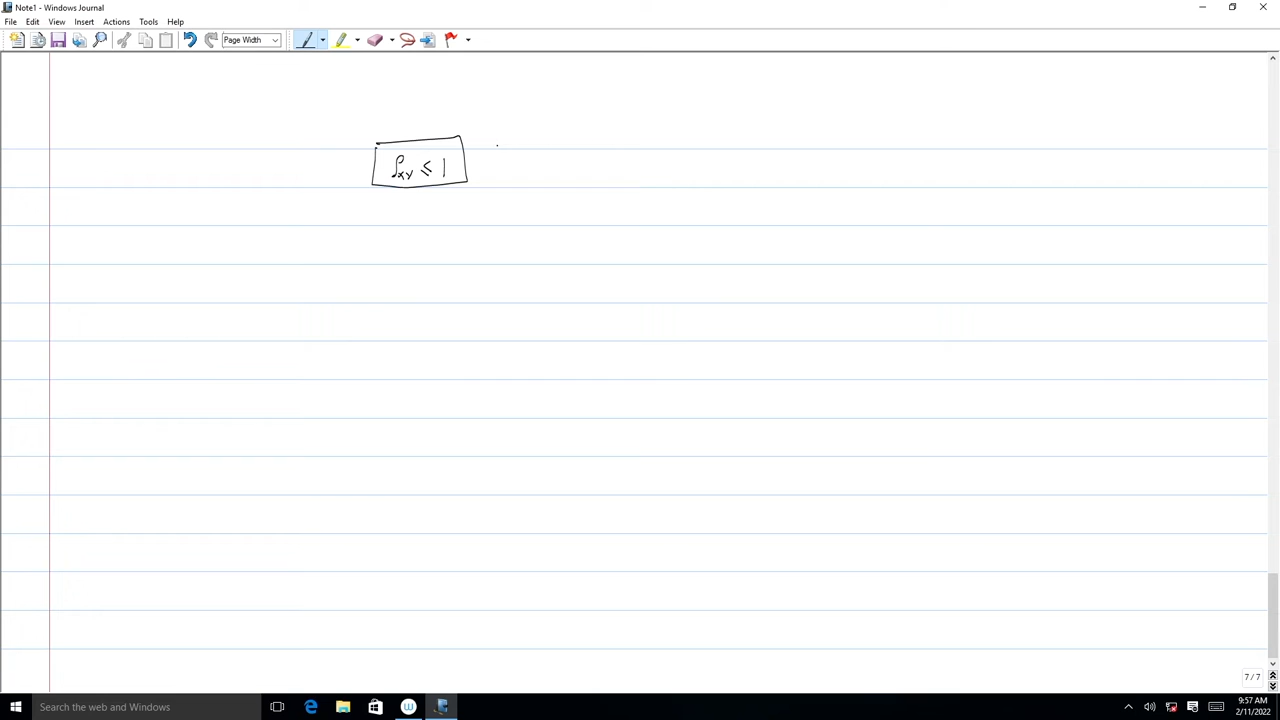 Note1 - Windows Journal
File Edit View Insert Actions Tools Help
Page Width
ρxy ≤ 1
7 / 7
Search the web and Windows
9:57 AM
2/11/2022